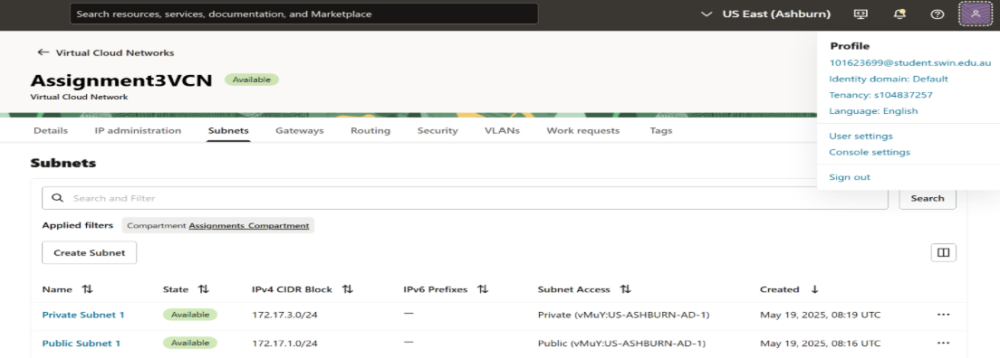 Search resources, services, documentation, and Marketplace
US East (Ashburn)
Profile
101623699@student.swin.edu.au
Identity domain: Default
Tenancy: s104837257
Language: English
User settings
Console settings
Sign out
← Virtual Cloud Networks
Assignment3VCN Available
Virtual Cloud Network
Details IP administration Subnets Gateways Routing Security VLANs Work requests Tags
Subnets
Search and Filter Search
Applied filters Compartment Assignments_Compartment
Create Subnet
Name State IPv4 CIDR Block IPv6 Prefixes Subnet Access Created
Private Subnet 1 Available 172.17.3.0/24 — Private (vMuY:US-ASHBURN-AD-1) May 19, 2025, 08:19 UTC
Public Subnet 1 Available 172.17.1.0/24 — Public (vMuY:US-ASHBURN-AD-1) May 19, 2025, 08:16 UTC